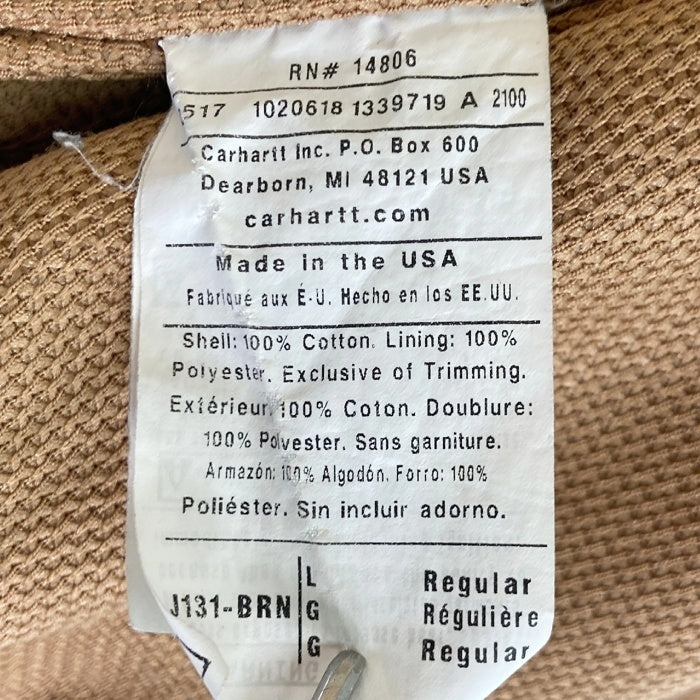 RN# 14806
517 1020618 1339719 A 2100
Carhartt Inc. P.O. Box 600
Dearborn, MI 48121 USA
carhartt.com
Made in the USA
Fabriqué aux É-U. Hecho en los EE.UU.
Shell: 100% Cotton. Lining: 100%
Polyester. Exclusive of Trimming.
Extérieur: 100% Coton. Doublure:
100% Polyester. Sans garniture.
Armazón: 100% Algodón. Forro: 100%
Poliéster. Sin incluir adorno.
J131-BRN
L Regular
G Régulière
G Regular